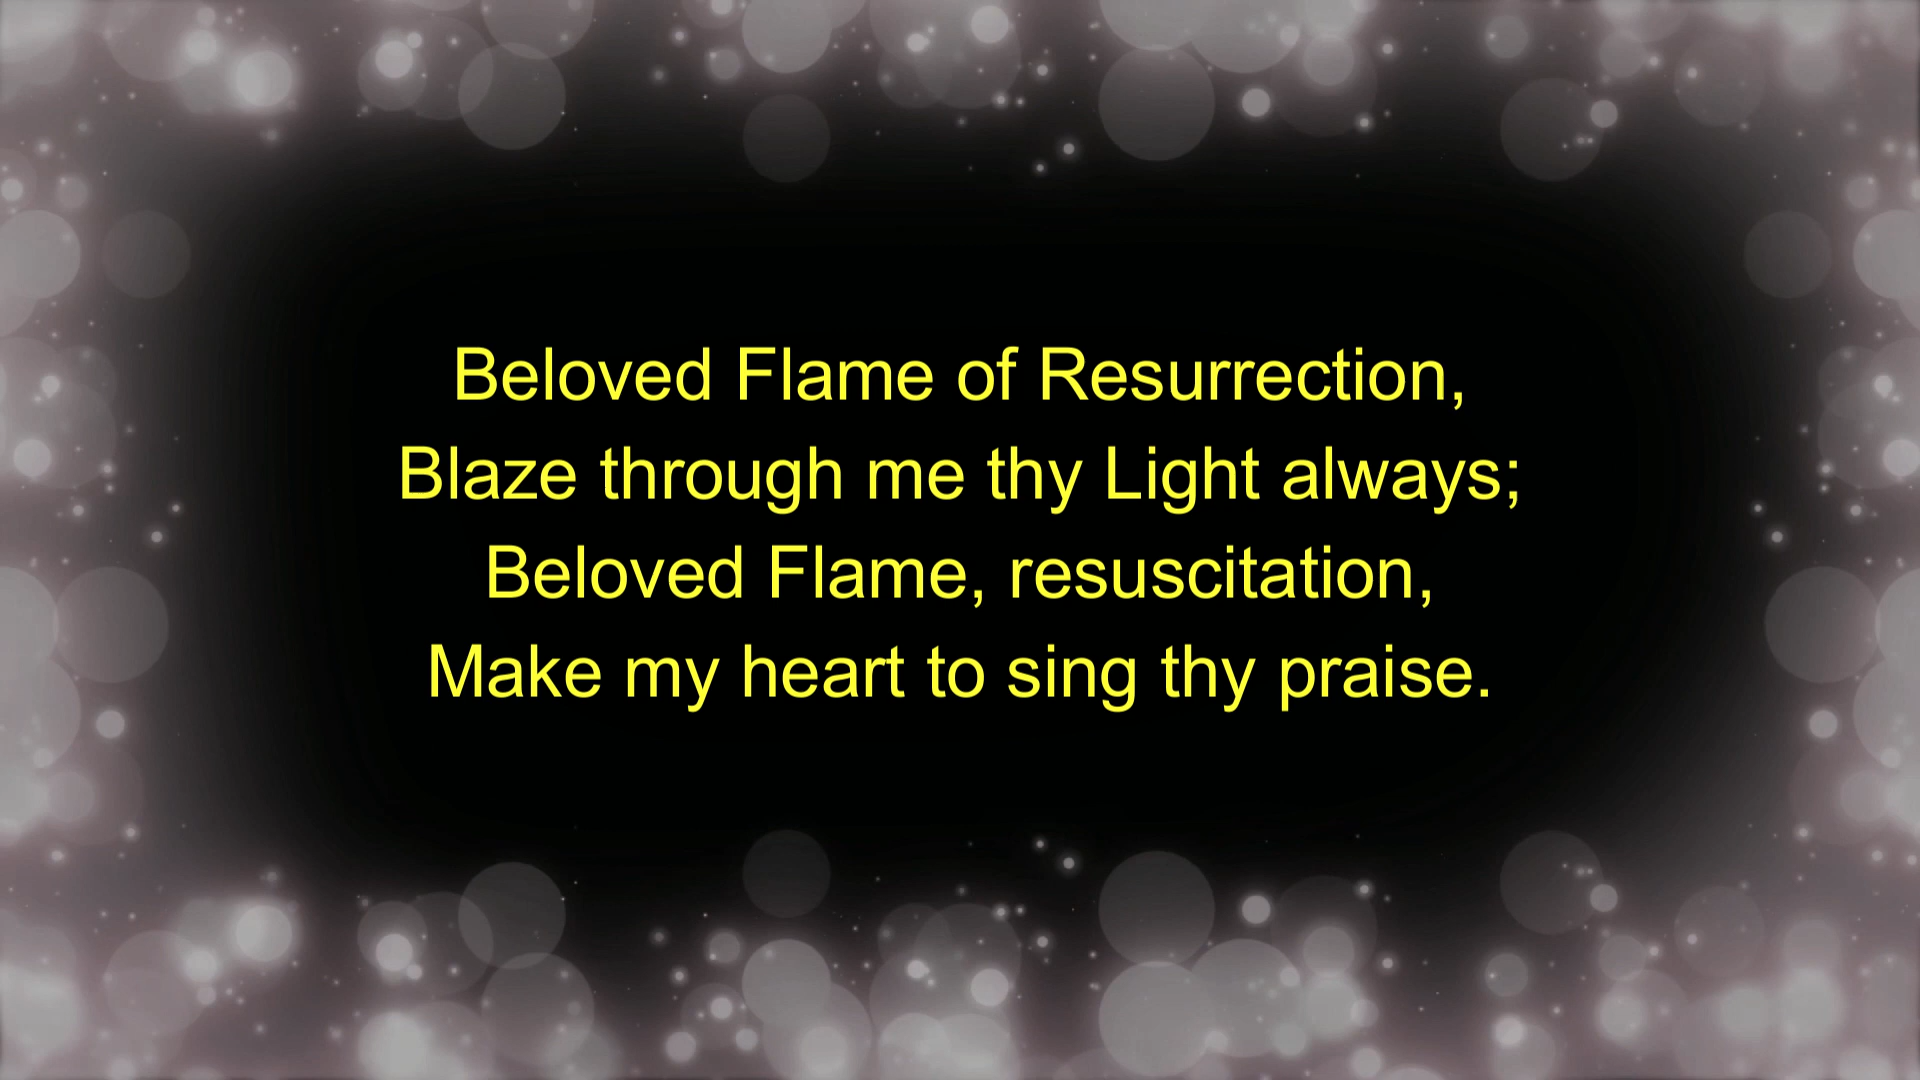 Beloved Flame of Resurrection,
Blaze through me thy Light always;
Beloved Flame, resuscitation,
Make my heart to sing thy praise.